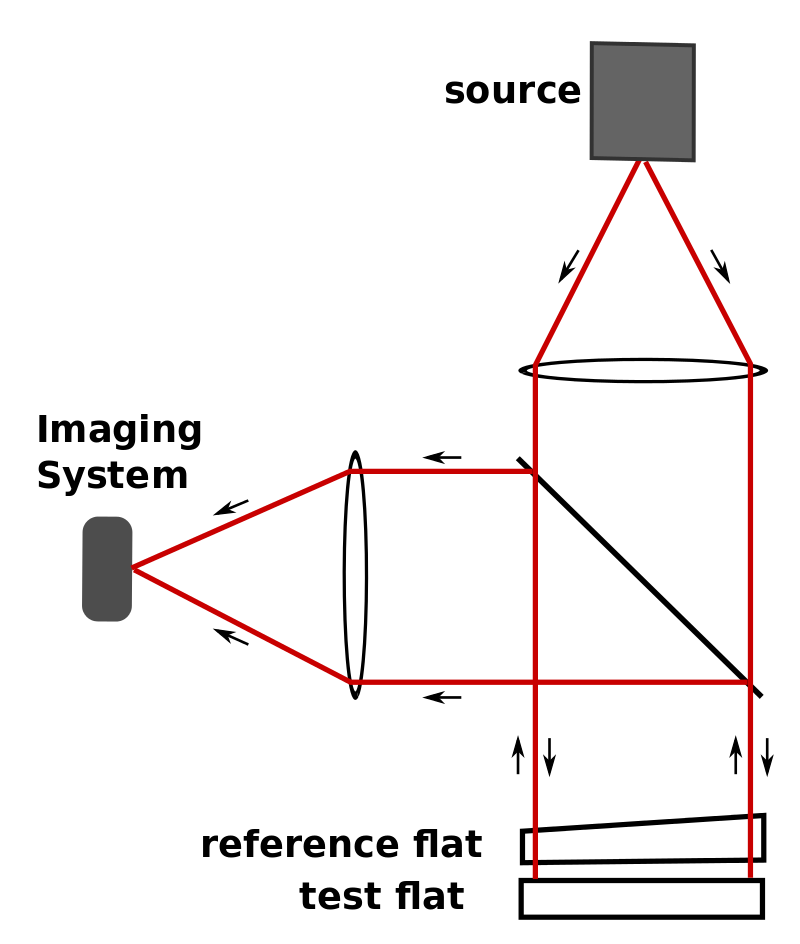 source
Imaging
System
reference flat
test flat